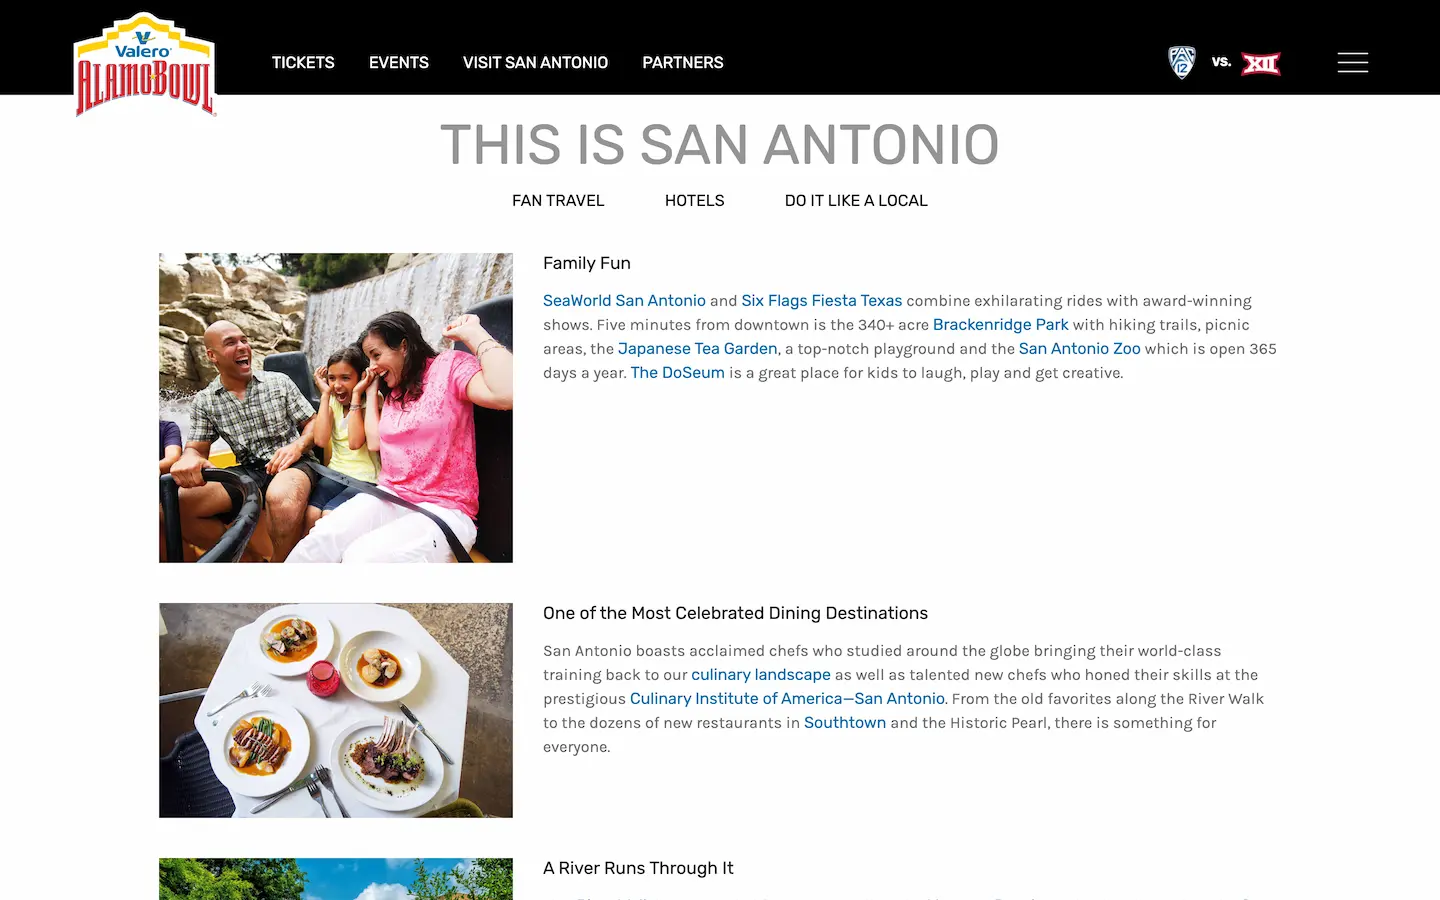 Valero
ALAMO BOWL
TICKETS
EVENTS
VISIT SAN ANTONIO
PARTNERS
PAC
12
vs.
XII
THIS IS SAN ANTONIO
FAN TRAVEL
HOTELS
DO IT LIKE A LOCAL
Family Fun
SeaWorld San Antonio and Six Flags Fiesta Texas combine exhilarating rides with award-winning
shows. Five minutes from downtown is the 340+ acre Brackenridge Park with hiking trails, picnic
areas, the Japanese Tea Garden, a top-notch playground and the San Antonio Zoo which is open 365
days a year. The DoSeum is a great place for kids to laugh, play and get creative.
One of the Most Celebrated Dining Destinations
San Antonio boasts acclaimed chefs who studied around the globe bringing their world-class
training back to our culinary landscape as well as talented new chefs who honed their skills at the
prestigious Culinary Institute of America—San Antonio. From the old favorites along the River Walk
to the dozens of new restaurants in Southtown and the Historic Pearl, there is something for
everyone.
A River Runs Through It